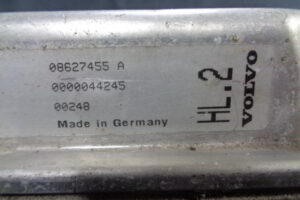 08627455 A
0000044245
00248
Made in Germany
HL.2
VOLVO